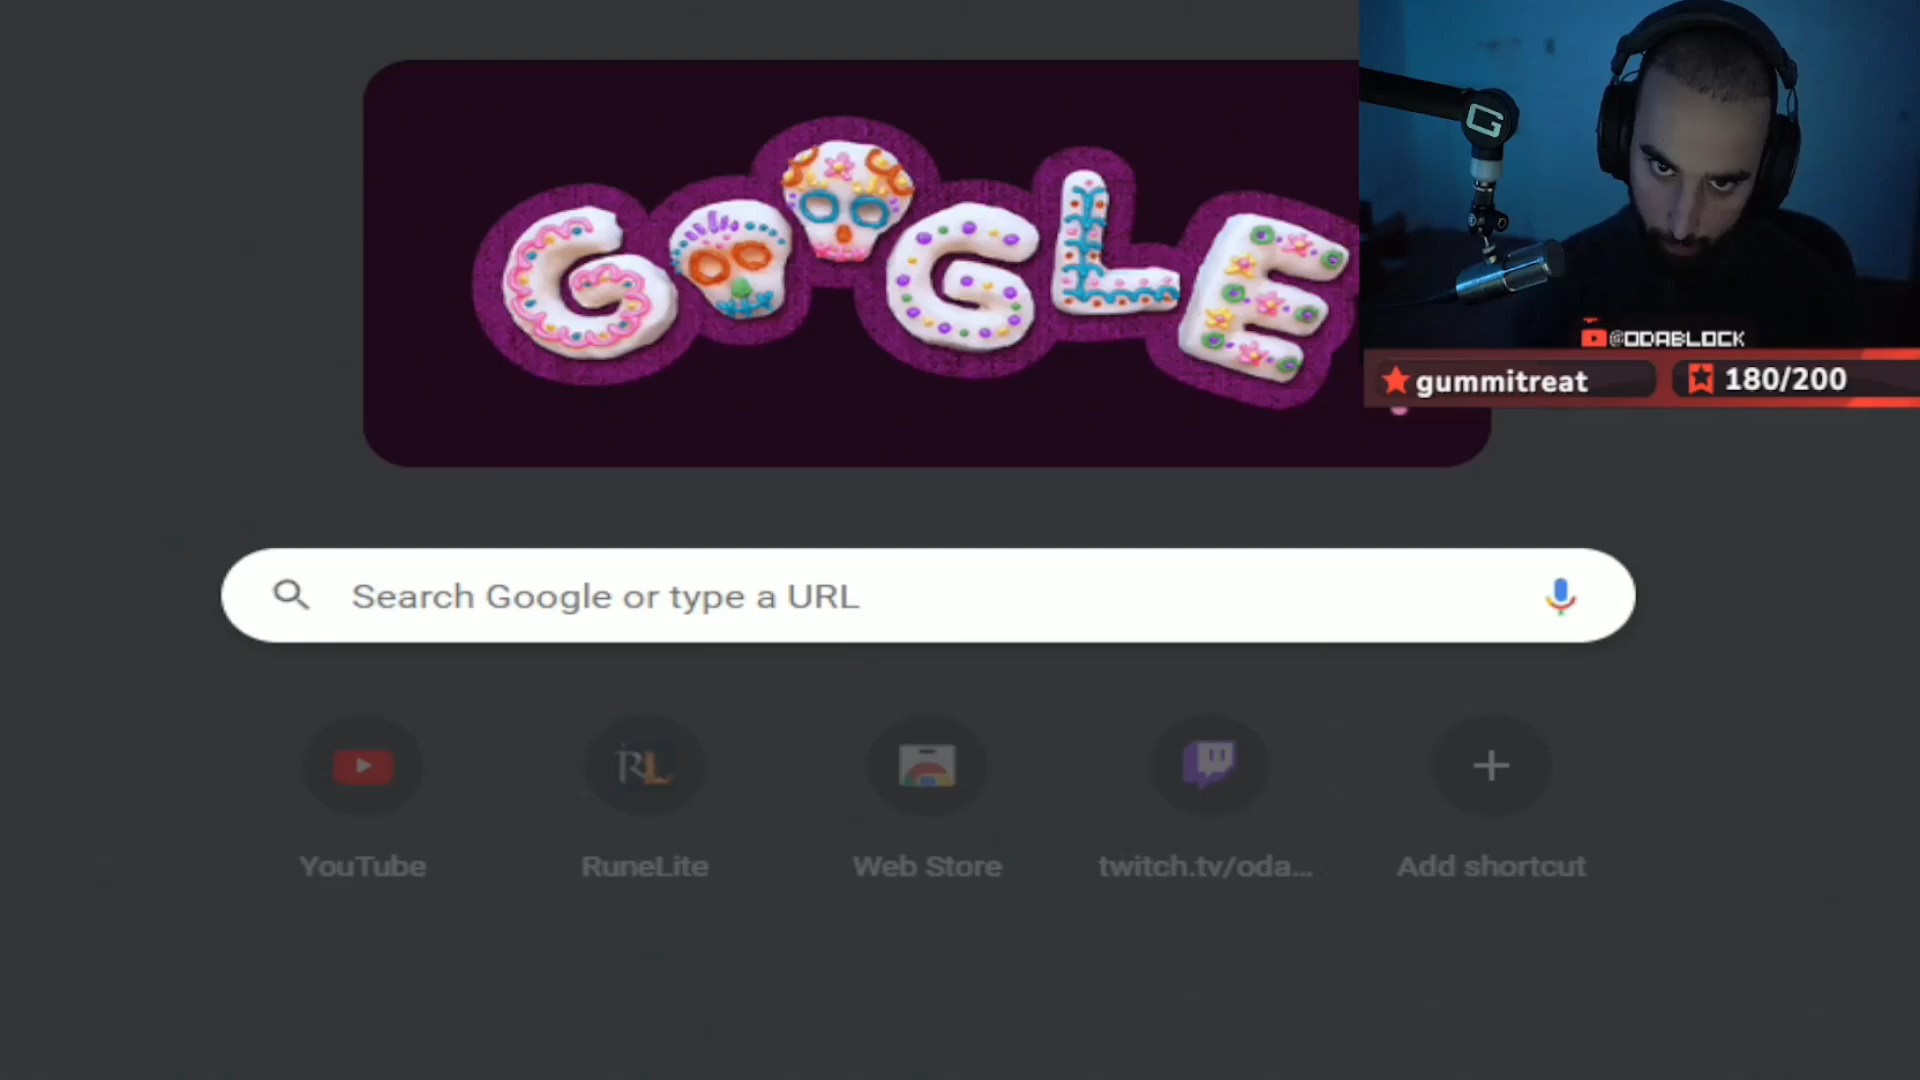 GOOGLE
G
@ODABLOCK
gummitreat
180/200
Search Google or type a URL
RL
YouTube
RuneLite
Web Store
twitch.tv/oda...
Add shortcut